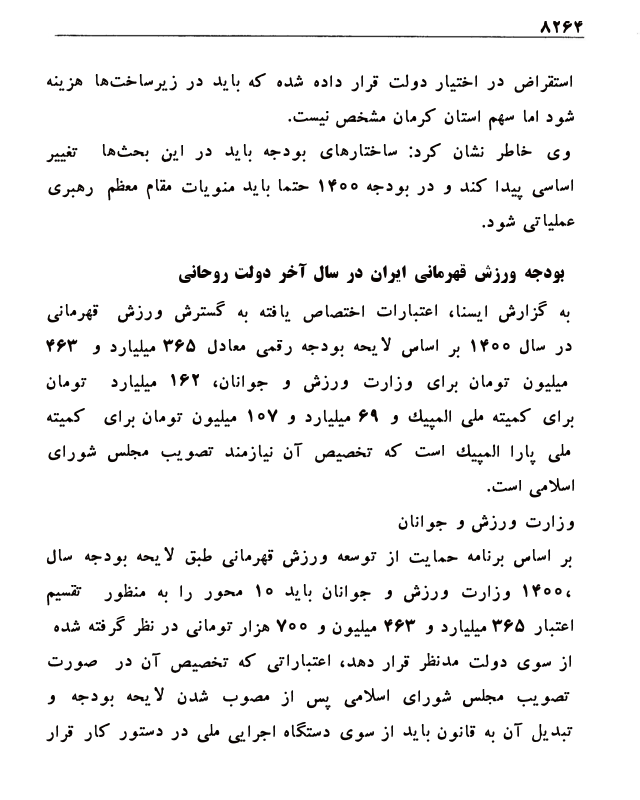 ۸۲۶۴
استقراض در اختیار دولت قرار داده شده که باید در زیرساخت‌ها هزینه
شود اما سهم استان کرمان مشخص نیست.
وی خاطر نشان کرد: ساختارهای بودجه باید در این بحث‌ها تغییر
اساسی پیدا کند و در بودجه ۱۴۰۰ حتما باید منویات مقام معظم رهبری
عملیاتی شود.
بودجه ورزش قهرمانی ایران در سال آخر دولت روحانی
به گزارش ایسنا، اعتبارات اختصاص یافته به گسترش ورزش قهرمانی
در سال ۱۴۰۰ بر اساس لایحه بودجه رقمی معادل ۳۶۵ میلیارد و ۴۶۳
میلیون تومان برای وزارت ورزش و جوانان، ۱۶۲ میلیارد تومان
برای کمیته ملی المپیك و ۶۹ میلیارد و ۱۰۷ میلیون تومان برای کمیته
ملی پارا المپیك است که تخصیص آن نیازمند تصویب مجلس شورای
اسلامی است.
وزارت ورزش و جوانان
بر اساس برنامه حمایت از توسعه ورزش قهرمانی طبق لایحه بودجه سال
۱۴۰۰، وزارت ورزش و جوانان باید ۱۰ محور را به منظور تقسیم
اعتبار ۳۶۵ میلیارد و ۴۶۳ میلیون و ۷۰۰ هزار تومانی در نظر گرفته شده
از سوی دولت مدنظر قرار دهد، اعتباراتی که تخصیص آن در صورت
تصویب مجلس شورای اسلامی پس از مصوب شدن لایحه بودجه و
تبدیل آن به قانون باید از سوی دستگاه اجرایی ملی در دستور کار قرار